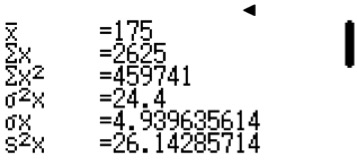 x̄ =175
Σx =2625
Σx² =459741
σ²x =24.4
σx =4.939635614
s²x =26.14285714